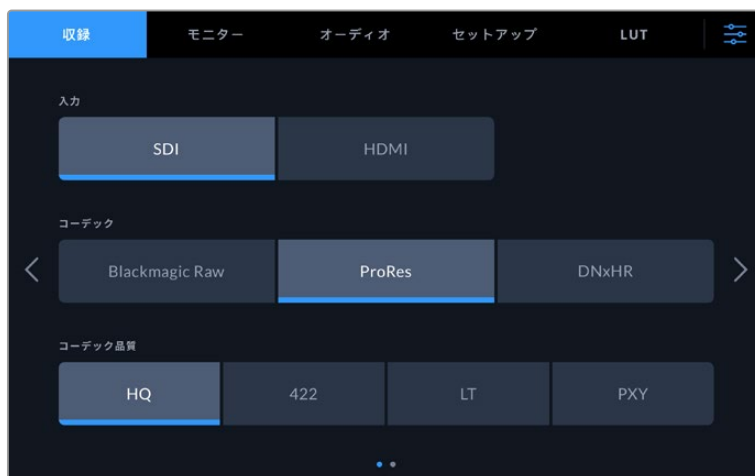 収録 モニター オーディオ セットアップ LUT
入力
SDI HDMI
コーデック
Blackmagic Raw ProRes DNxHR
コーデック品質
HQ 422 LT PXY